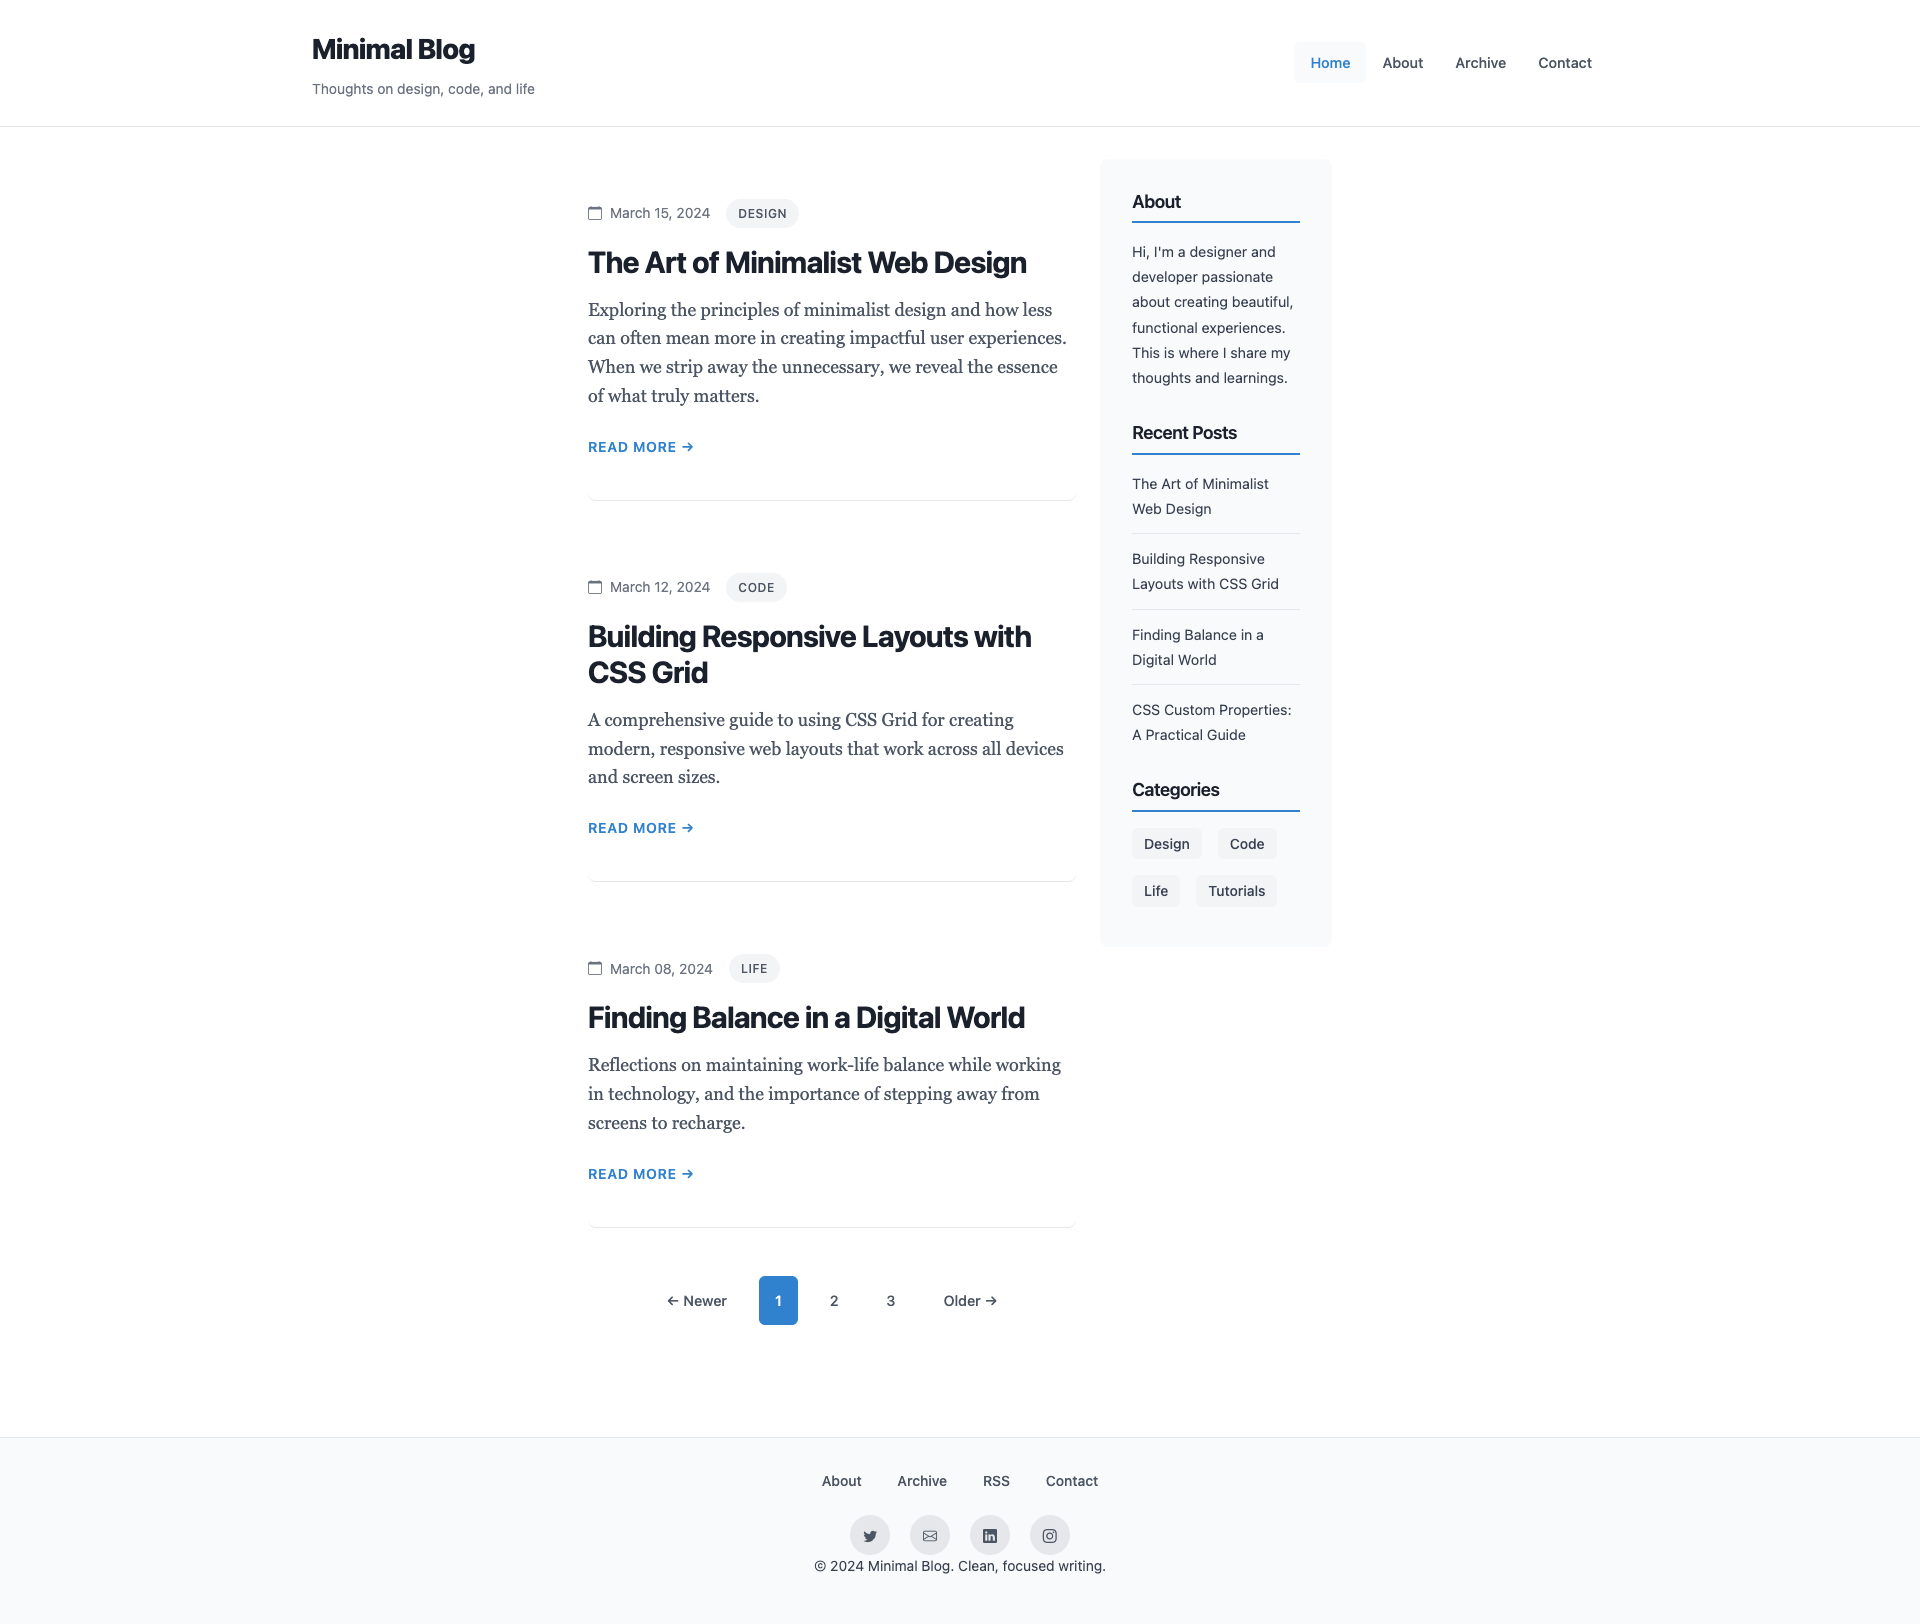 Minimal Blog
Thoughts on design, code, and life
Home
About
Archive
Contact
March 15, 2024
DESIGN
The Art of Minimalist Web Design
Exploring the principles of minimalist design and how less
can often mean more in creating impactful user experiences.
When we strip away the unnecessary, we reveal the essence
of what truly matters.
READ MORE →
March 12, 2024
CODE
Building Responsive Layouts with
CSS Grid
A comprehensive guide to using CSS Grid for creating
modern, responsive web layouts that work across all devices
and screen sizes.
READ MORE →
March 08, 2024
LIFE
Finding Balance in a Digital World
Reflections on maintaining work-life balance while working
in technology, and the importance of stepping away from
screens to recharge.
READ MORE →
← Newer
1
2
3
Older →
About
Hi, I'm a designer and
developer passionate
about creating beautiful,
functional experiences.
This is where I share my
thoughts and learnings.
Recent Posts
The Art of Minimalist
Web Design
Building Responsive
Layouts with CSS Grid
Finding Balance in a
Digital World
CSS Custom Properties:
A Practical Guide
Categories
Design
Code
Life
Tutorials
About
Archive
RSS
Contact
© 2024 Minimal Blog. Clean, focused writing.